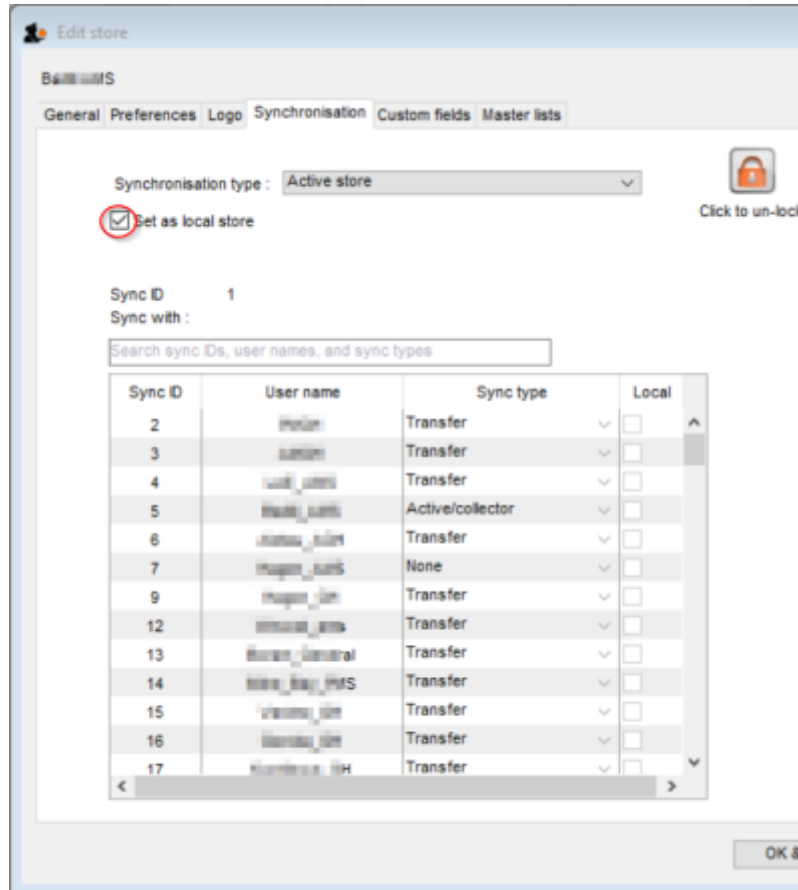 Edit store
General Preferences Logo Synchronisation Custom fields Master lists
Synchronisation type : Active store
Click to un-lock
Set as local store
Sync ID 1
Sync with :
Search sync IDs, user names, and sync types
Sync ID User name Sync type Local
2 Transfer
3 Transfer
4 Transfer
5 Active/collector
6 Transfer
7 None
9 Transfer
12 Transfer
13 Transfer
14 Transfer
15 Transfer
16 Transfer
17 Transfer
OK &